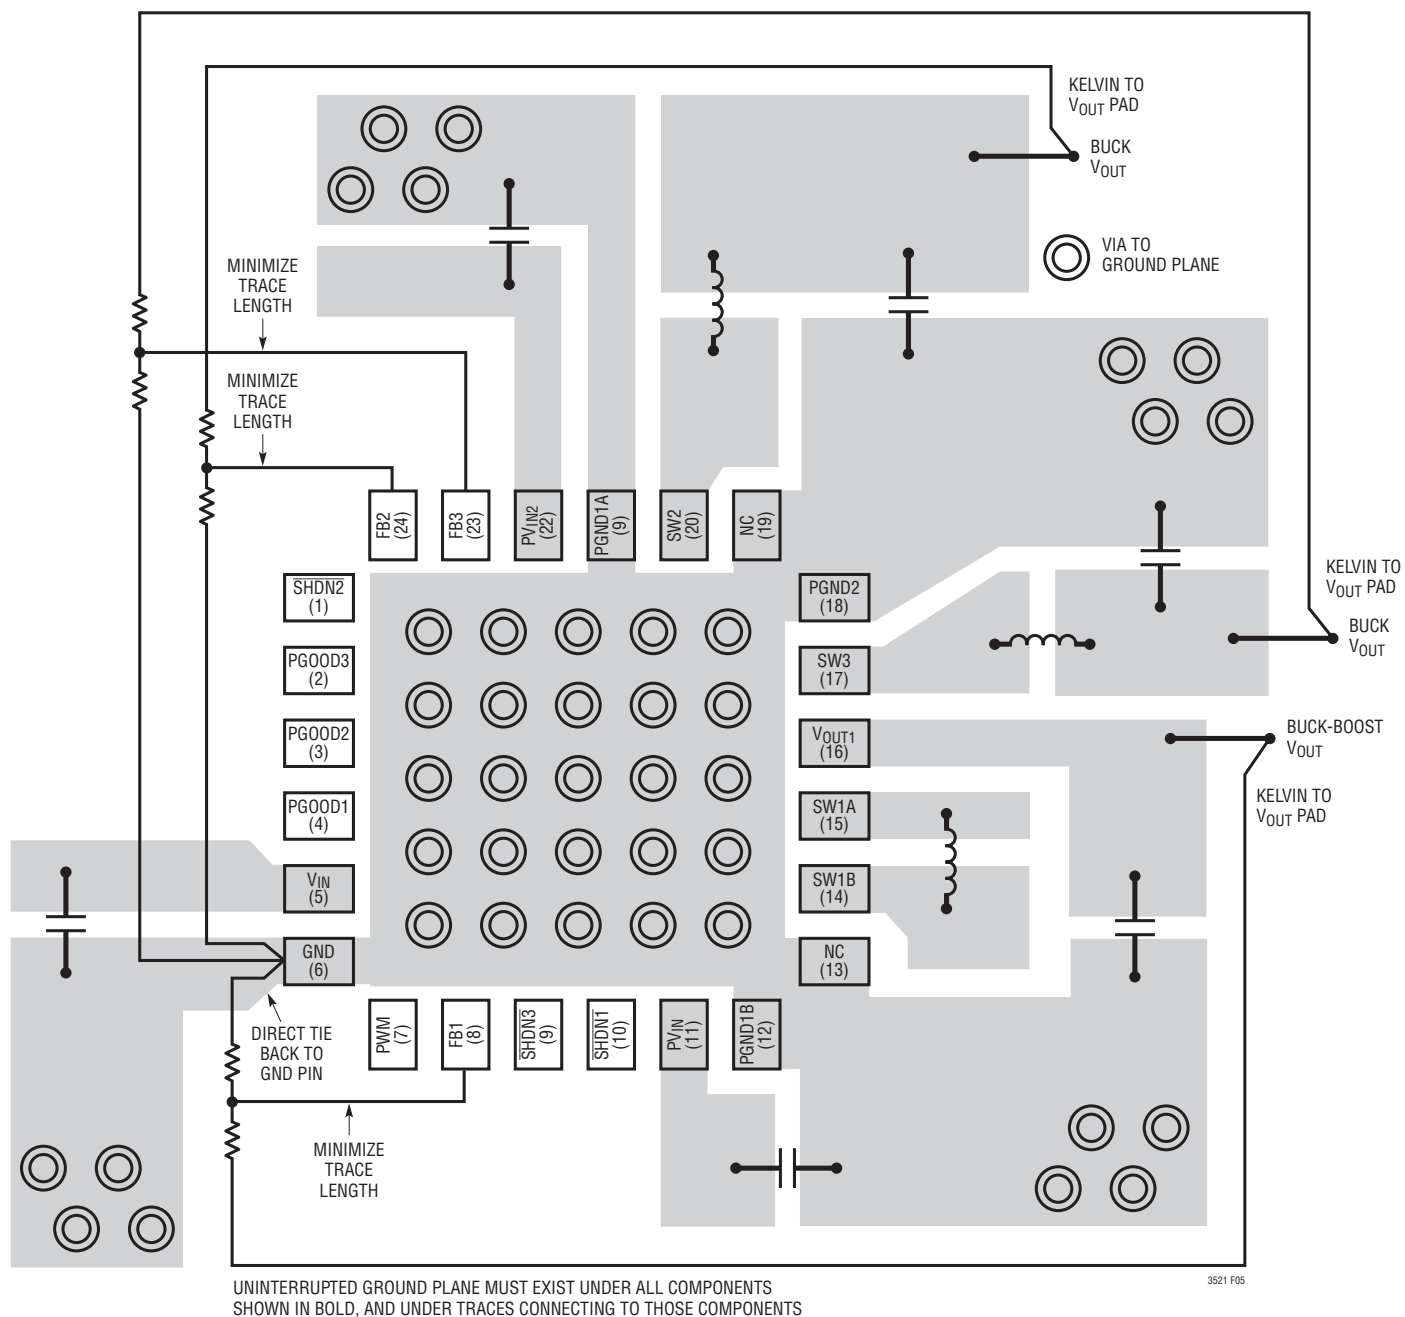 KELVIN TO
VOUT PAD
BUCK
VOUT
VIA TO
GROUND PLANE
MINIMIZE
TRACE
LENGTH
MINIMIZE
TRACE
LENGTH
FB2
(24)
FB3
(23)
PVIN2
(22)
PGND1A
(9)
SW2
(20)
NC
(19)
SHDN2
(1)
PGOOD3
(2)
PGOOD2
(3)
PGOOD1
(4)
VIN
(5)
GND
(6)
PGND2
(18)
SW3
(17)
VOUT1
(16)
SW1A
(15)
SW1B
(14)
NC
(13)
KELVIN TO
VOUT PAD
BUCK
VOUT
BUCK-BOOST
VOUT
KELVIN TO
VOUT PAD
PWM
(7)
FB1
(8)
SHDN3
(9)
SHDN1
(10)
PVIN
(11)
PGND1B
(12)
DIRECT TIE
BACK TO
GND PIN
MINIMIZE
TRACE
LENGTH
3521 F05
UNINTERRUPTED GROUND PLANE MUST EXIST UNDER ALL COMPONENTS
SHOWN IN BOLD, AND UNDER TRACES CONNECTING TO THOSE COMPONENTS